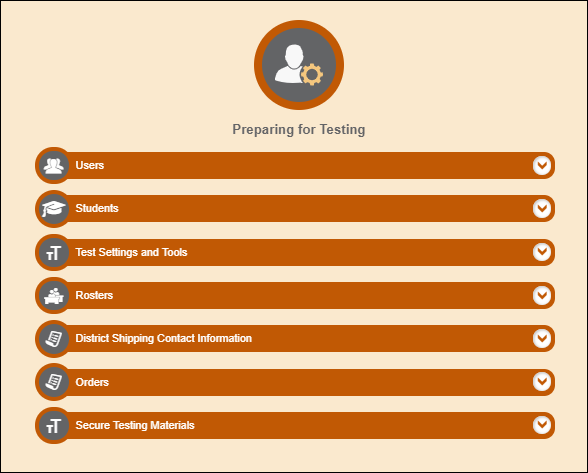 Preparing for Testing
Users
Students
Test Settings and Tools
Rosters
District Shipping Contact Information
Orders
Secure Testing Materials